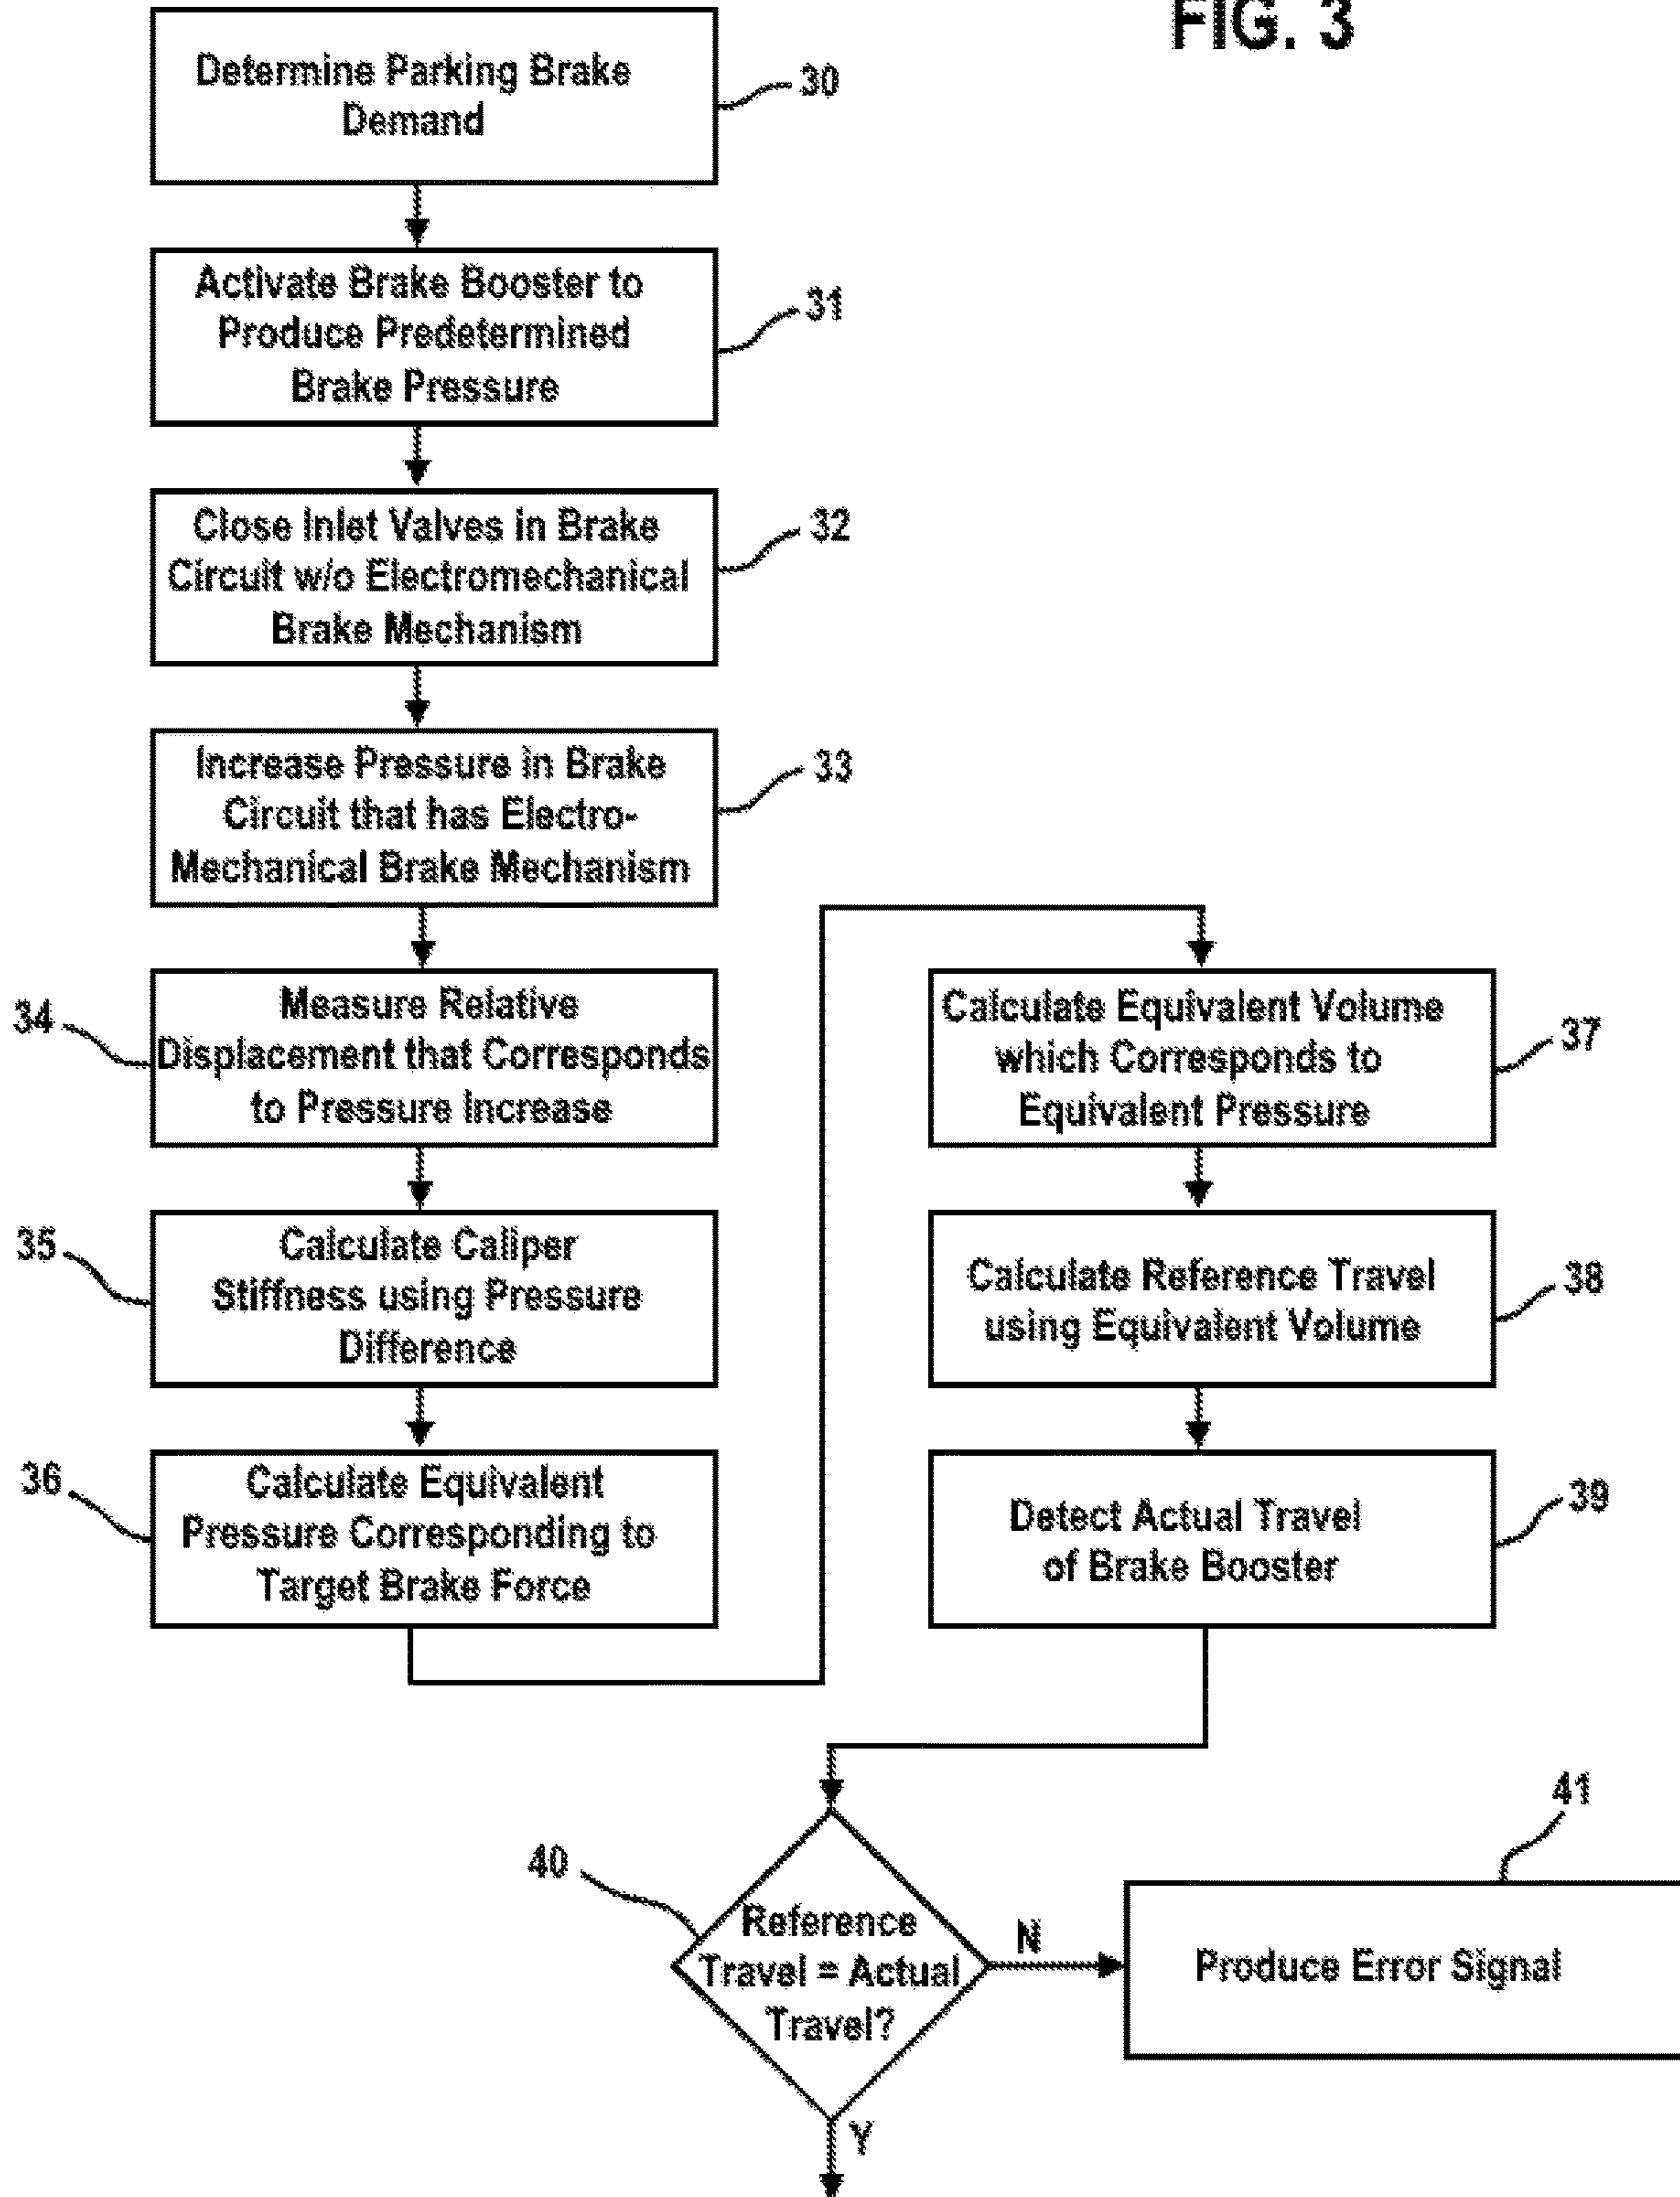 FIG. 3
Determine Parking Brake
Demand
30
Activate Brake Booster to
Produce Predetermined
Brake Pressure
31
Close Inlet Valves in Brake
Circuit w/o Electromechanical
Brake Mechanism
32
Increase Pressure in Brake
Circuit that has Electro-
Mechanical Brake Mechanism
33
34
Measure Relative
Displacement that Corresponds
to Pressure Increase
35
Calculate Caliper
Stiffness using Pressure
Difference
36
Calculate Equivalent
Pressure Corresponding to
Target Brake Force
Calculate Equivalent Volume
which Corresponds to
Equivalent Pressure
37
Calculate Reference Travel
using Equivalent Volume
38
Detect Actual Travel
of Brake Booster
39
40
Reference
Travel = Actual
Travel?
N
Y
41
Produce Error Signal